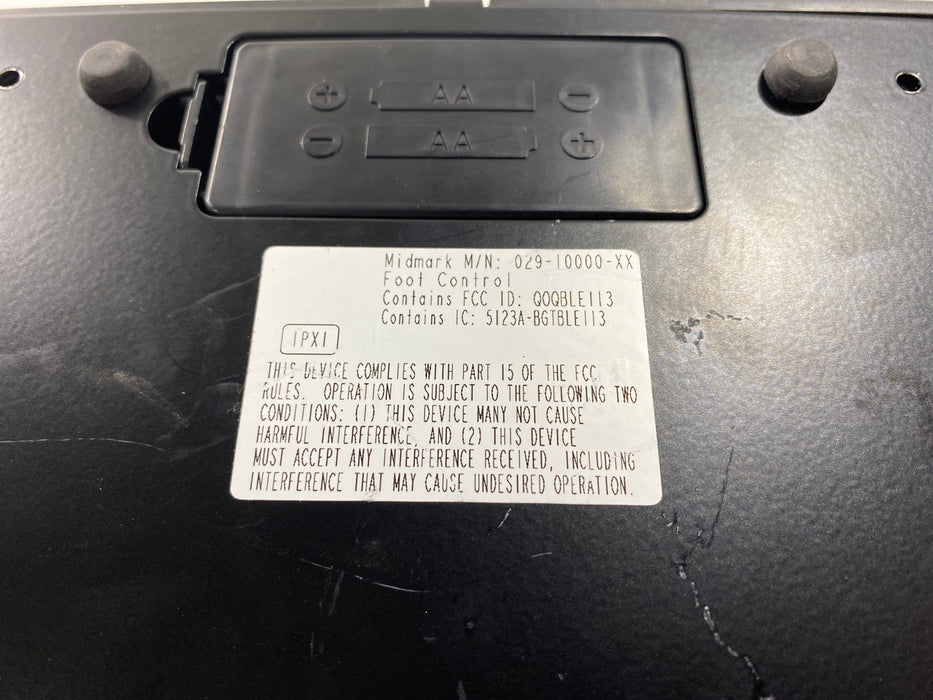 + AA -
- AA +
Midmark M/N: 029-10000-XX
Foot Control
Contains FCC ID: QOQBLE113
Contains IC: 5123A-BGTBLE113
IPX1
THIS DEVICE COMPLIES WITH PART 15 OF THE FCC
RULES. OPERATION IS SUBJECT TO THE FOLLOWING TWO
CONDITIONS: (1) THIS DEVICE MANY NOT CAUSE
HARMFUL INTERFERENCE, AND (2) THIS DEVICE
MUST ACCEPT ANY INTERFERENCE RECEIVED, INCLUDING
INTERFERENCE THAT MAY CAUSE UNDESIRED OPERATION.